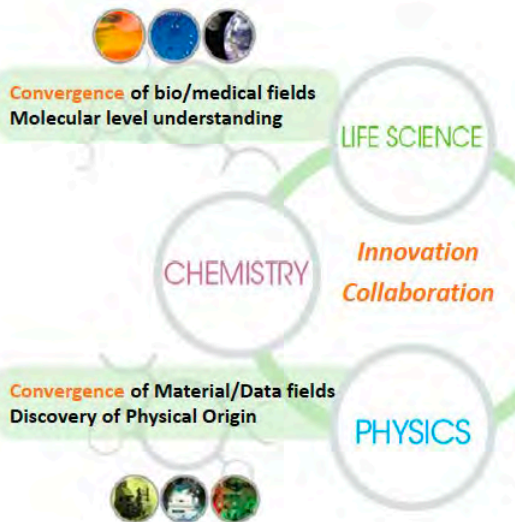 Convergence of bio/medical fields
Molecular level understanding
LIFE SCIENCE
CHEMISTRY
Innovation
Collaboration
Convergence of Material/Data fields
Discovery of Physical Origin
PHYSICS